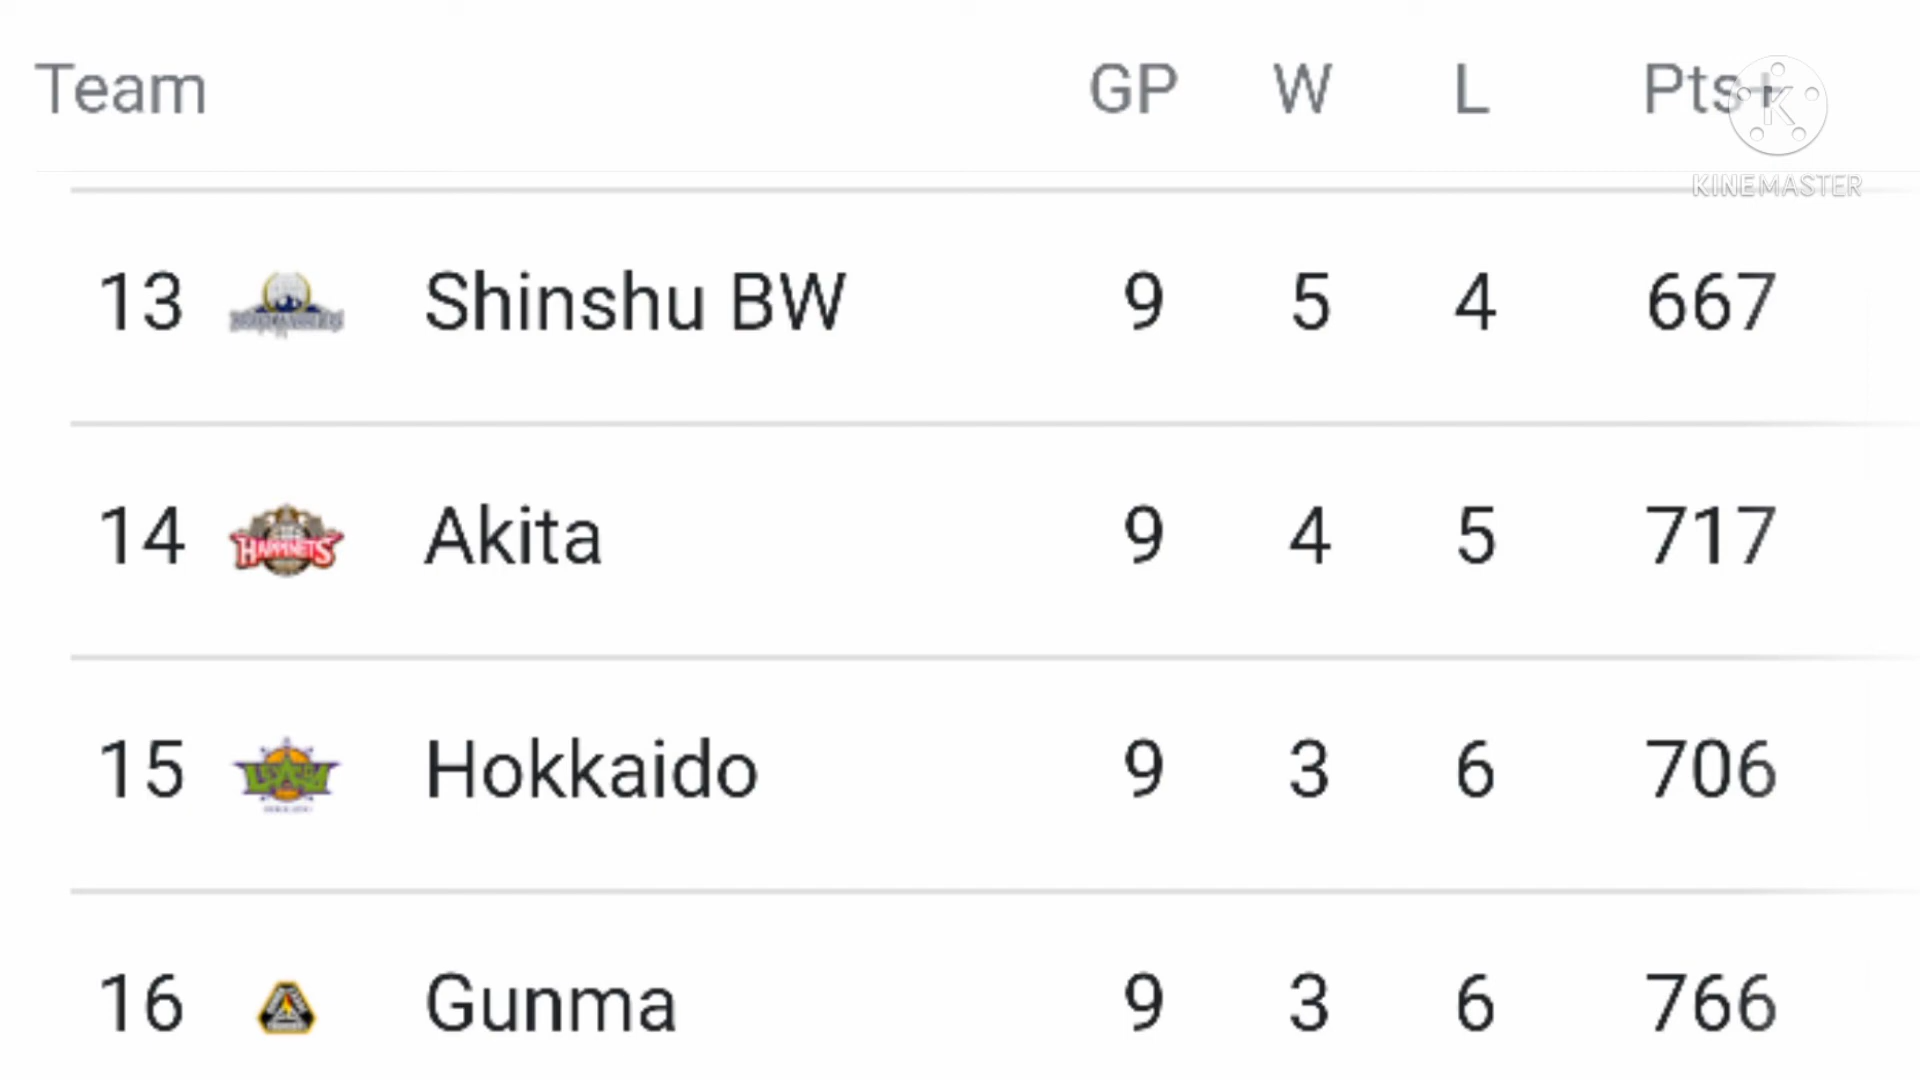 Team GP W L Pts+
KINEMASTER
13 Shinshu BW 9 5 4 667
14 HAPPINETS Akita 9 4 5 717
15 Hokkaido 9 3 6 706
16 Gunma 9 3 6 766